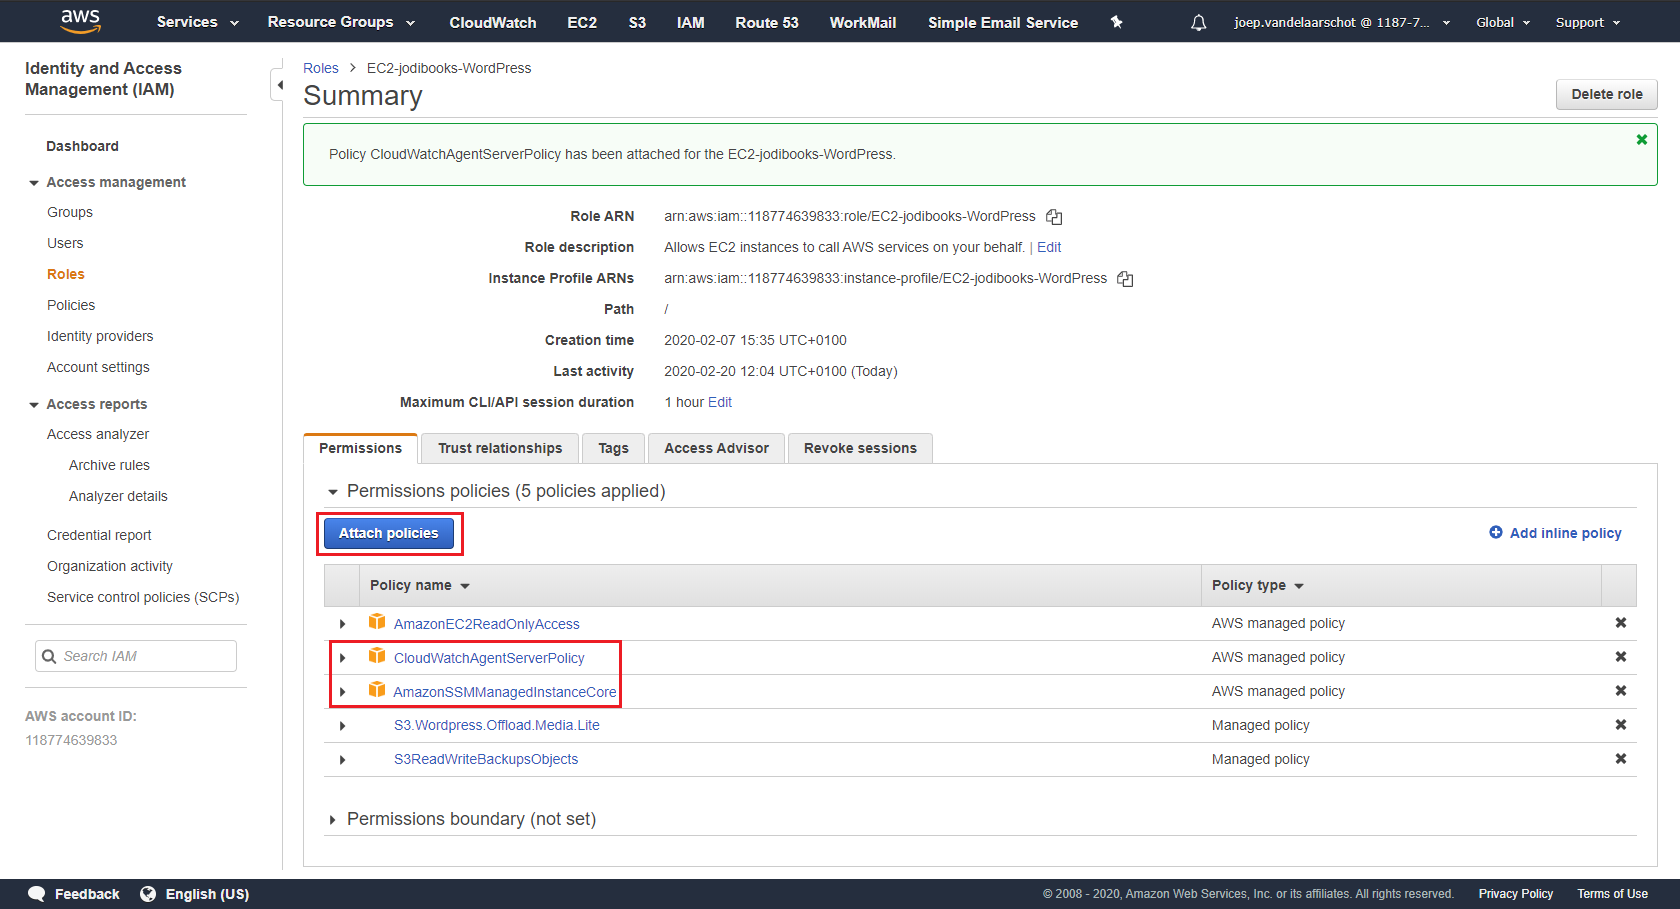 aws Services Resource Groups CloudWatch EC2 S3 IAM Route 53 WorkMail Simple Email Service joep.vandelaarschot @ 1187-7... Global Support
Identity and Access
Management (IAM)
Dashboard
Access management
Groups
Users
Roles
Policies
Identity providers
Account settings
Access reports
Access analyzer
Archive rules
Analyzer details
Credential report
Organization activity
Service control policies (SCPs)
Search IAM
AWS account ID:
118774639833
Roles > EC2-jodibooks-WordPress
Summary
Delete role
Policy CloudWatchAgentServerPolicy has been attached for the EC2-jodibooks-WordPress.
Role ARN arn:aws:iam::118774639833:role/EC2-jodibooks-WordPress
Role description Allows EC2 instances to call AWS services on your behalf. | Edit
Instance Profile ARNs arn:aws:iam::118774639833:instance-profile/EC2-jodibooks-WordPress
Path /
Creation time 2020-02-07 15:35 UTC+0100
Last activity 2020-02-20 12:04 UTC+0100 (Today)
Maximum CLI/API session duration 1 hour Edit
Permissions Trust relationships Tags Access Advisor Revoke sessions
Permissions policies (5 policies applied)
Attach policies Add inline policy
Policy name Policy type
AmazonEC2ReadOnlyAccess AWS managed policy
CloudWatchAgentServerPolicy AWS managed policy
AmazonSSMManagedInstanceCore AWS managed policy
S3.Wordpress.Offload.Media.Lite Managed policy
S3ReadWriteBackupsObjects Managed policy
Permissions boundary (not set)
Feedback English (US) © 2008 - 2020, Amazon Web Services, Inc. or its affiliates. All rights reserved. Privacy Policy Terms of Use